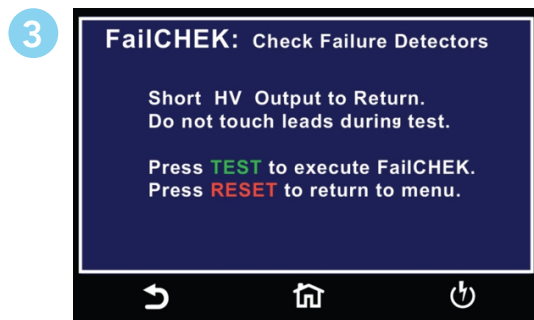 3
FailCHEK: Check Failure Detectors
Short HV Output to Return.
Do not touch leads during test.
Press TEST to execute FailCHEK.
Press RESET to return to menu.